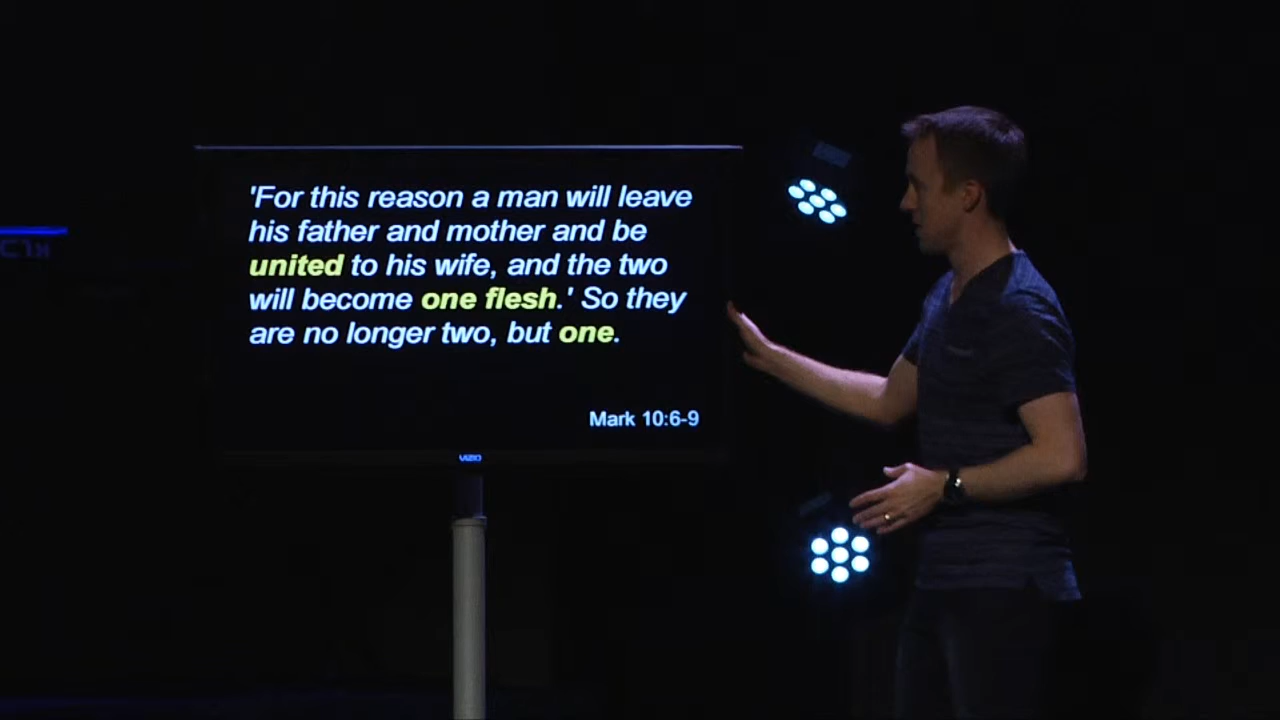 'For this reason a man will leave
his father and mother and be
united to his wife, and the two
will become one flesh.' So they
are no longer two, but one.
Mark 10:6-9
VIZIO